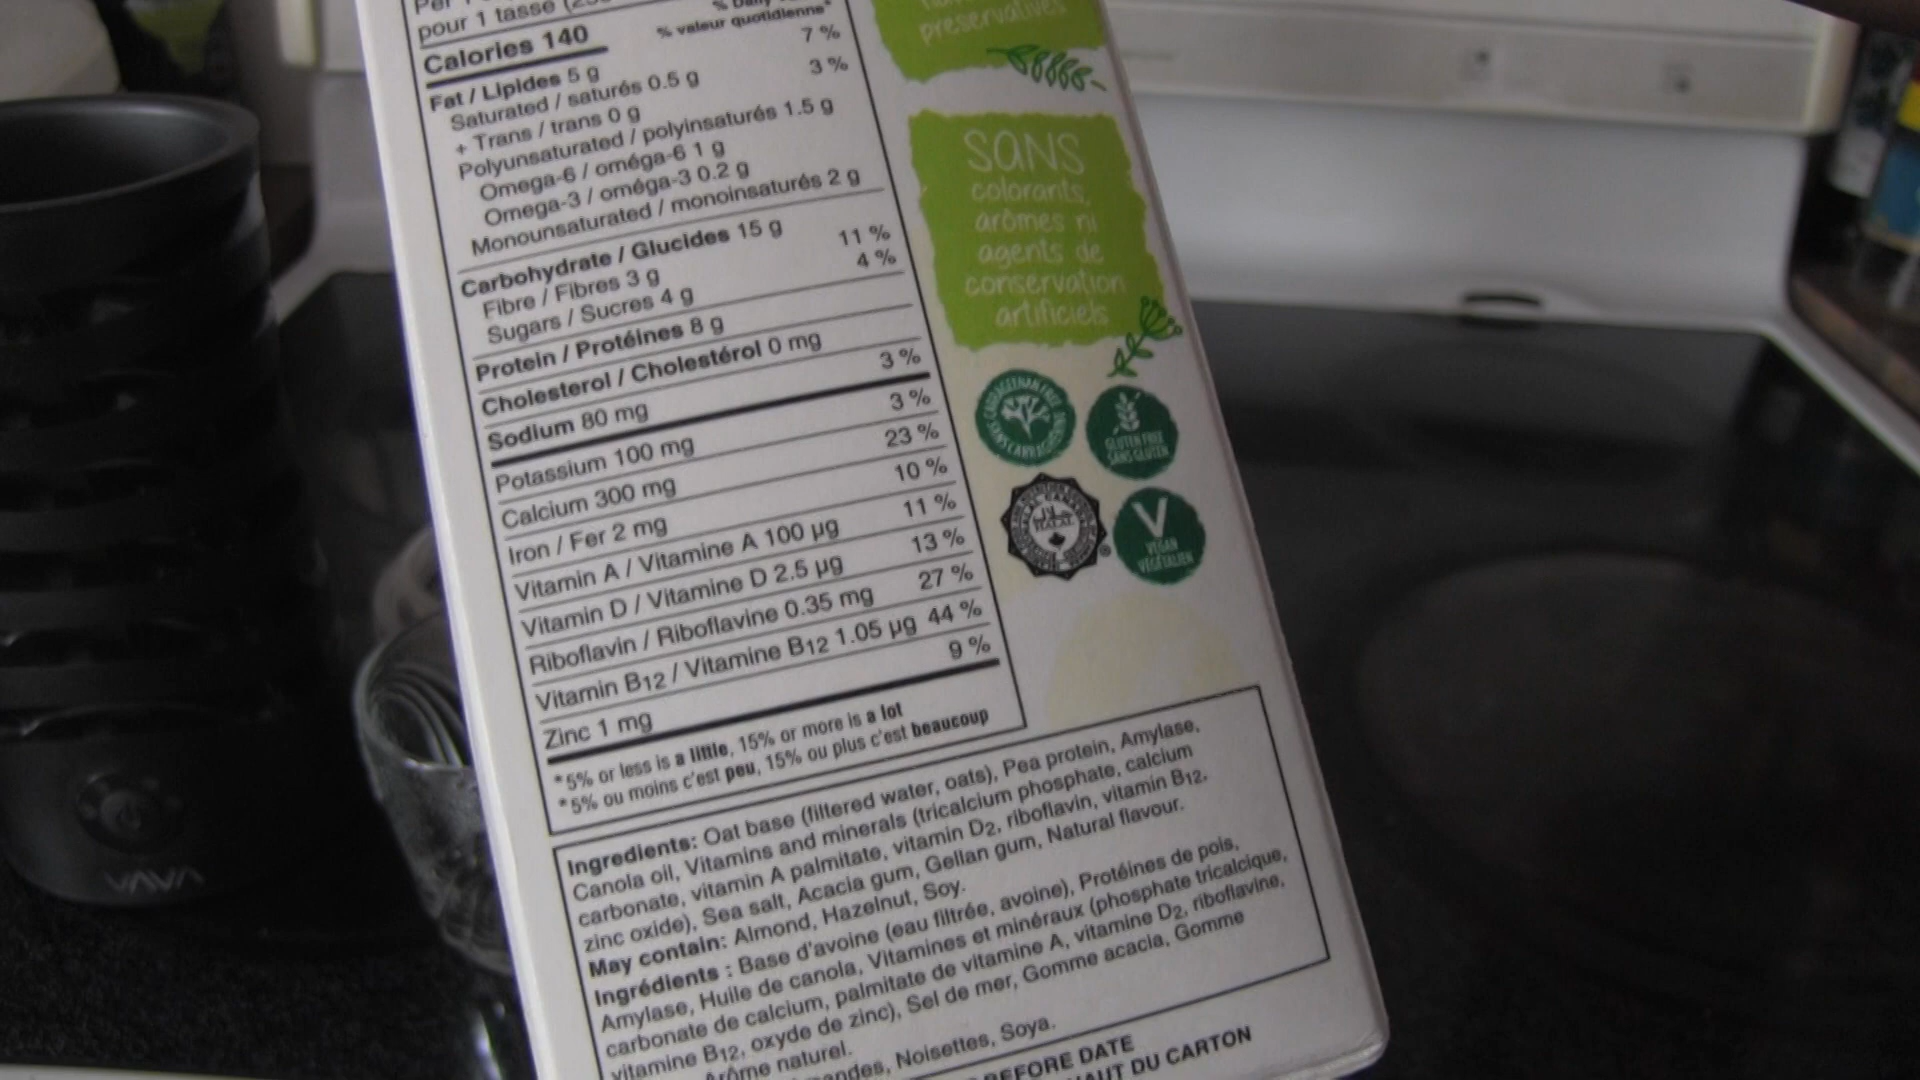 pour 1 tasse
% valeur quotidienne*
Calories 140
Fat / Lipides 5 g 7 %
Saturated / saturés 0.5 g 3 %
+ Trans / trans 0 g
Polyunsaturated / polyinsaturés 1.5 g
Omega-6 / oméga-6 1 g
Omega-3 / oméga-3 0.2 g
Monounsaturated / monoinsaturés 2 g
Carbohydrate / Glucides 15 g
Fibre / Fibres 3 g 11 %
Sugars / Sucres 4 g 4 %
Protein / Protéines 8 g
Cholesterol / Cholestérol 0 mg
Sodium 80 mg 3 %
Potassium 100 mg 3 %
Calcium 300 mg 23 %
Iron / Fer 2 mg 10 %
Vitamin A / Vitamine A 100 µg 11 %
Vitamin D / Vitamine D 2.5 µg 13 %
Riboflavin / Riboflavine 0.35 mg 27 %
Vitamin B12 / Vitamine B12 1.05 µg 44 %
Zinc 1 mg 9 %
*5% or less is a little, 15% or more is a lot
*5% ou moins c'est peu, 15% ou plus c'est beaucoup
preservatives
SANS
colorants,
arômes ni
agents de
conservation
artificiels
CARRAGEENAN FREE
SANS CARRAGÉENINE
GLUTEN FREE
SANS GLUTEN
HALAL
V
VEGAN
VÉGÉTALIEN
Ingredients: Oat base (filtered water, oats), Pea protein, Amylase,
Canola oil, Vitamins and minerals (tricalcium phosphate, calcium
carbonate, vitamin A palmitate, vitamin D2, riboflavin, vitamin B12,
zinc oxide), Sea salt, Acacia gum, Gellan gum, Natural flavour.
May contain: Almond, Hazelnut, Soy.
Ingrédients : Base d'avoine (eau filtrée, avoine), Protéines de pois,
Amylase, Huile de canola, Vitamines et minéraux (phosphate tricalcique,
carbonate de calcium, palmitate de vitamine A, vitamine D2, riboflavine,
vitamine B12, oxyde de zinc), Sel de mer, Gomme acacia, Gomme
Arôme naturel.
Noisettes, Soya.
BEFORE DATE
HAUT DU CARTON
VAVA